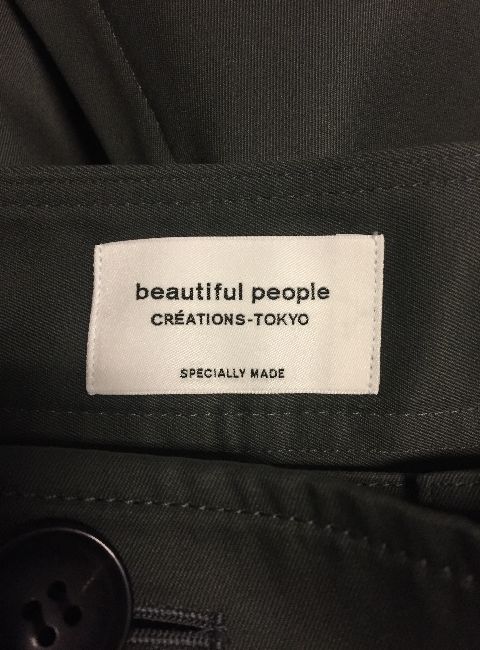 beautiful people
CRÉATIONS-TOKYO
SPECIALLY MADE